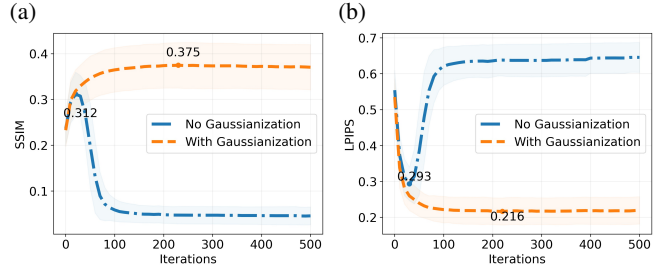 (a)
0.375
0.312
No Gaussianization
With Gaussianization
SSIM
0.4
0.3
0.2
0.1
0 100 200 300 400 500
Iterations
(b)
0.293
0.216
No Gaussianization
With Gaussianization
LPIPS
0.7
0.6
0.5
0.4
0.3
0.2
0 100 200 300 400 500
Iterations